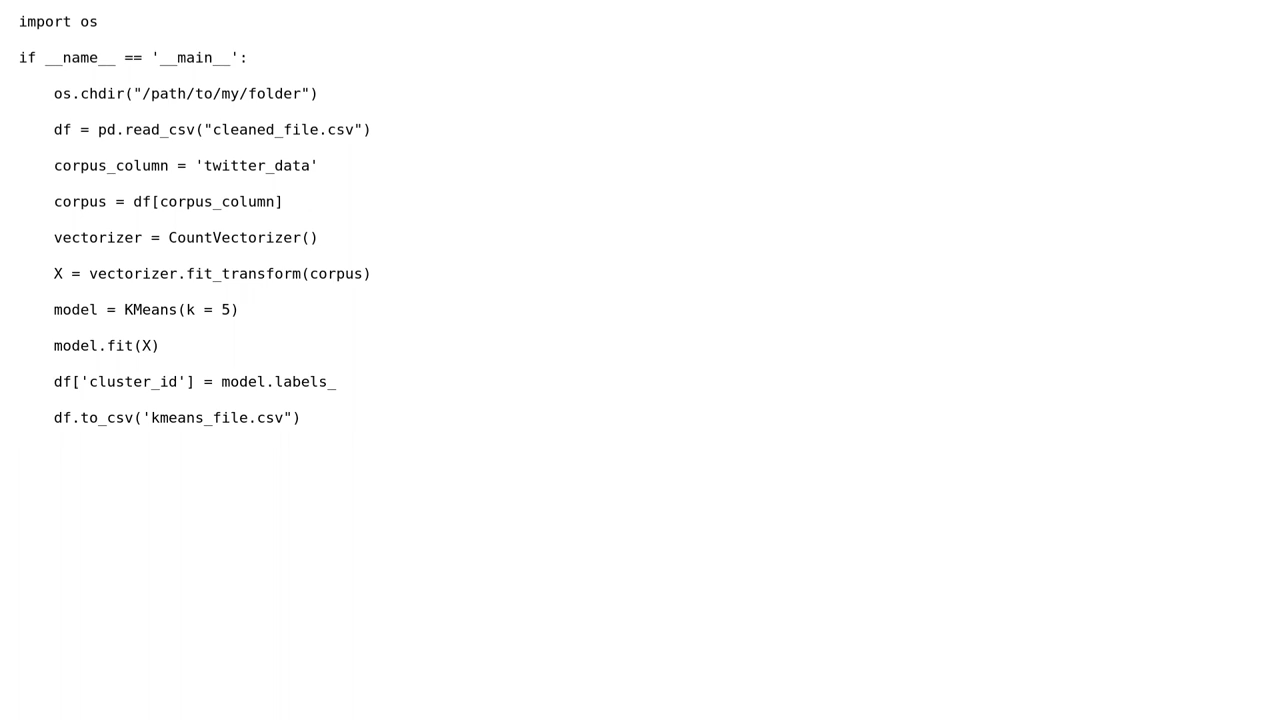 import os
if __name__ == '__main__':
    os.chdir("/path/to/my/folder")
    df = pd.read_csv("cleaned_file.csv")
    corpus_column = 'twitter_data'
    corpus = df[corpus_column]
    vectorizer = CountVectorizer()
    X = vectorizer.fit_transform(corpus)
    model = KMeans(k = 5)
    model.fit(X)
    df['cluster_id'] = model.labels_
    df.to_csv('kmeans_file.csv")